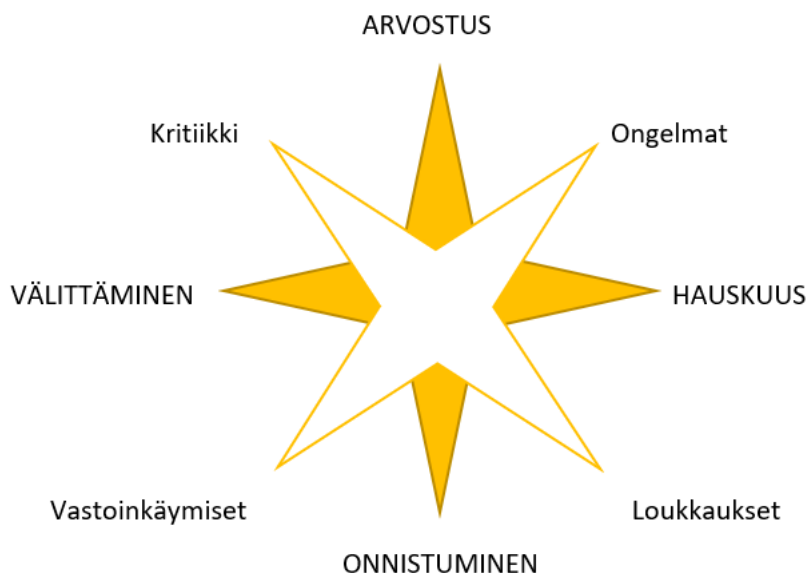 ARVOSTUS
Kritiikki
Ongelmat
VÄLITTÄMINEN
HAUSKUUS
Vastoinkäymiset
Loukkaukset
ONNISTUMINEN